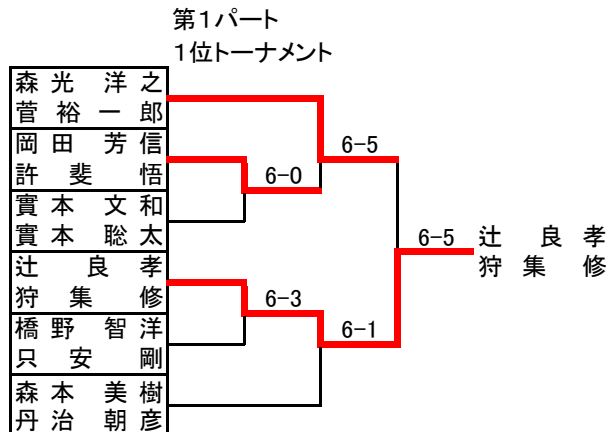 第1パート
1位トーナメント
森光 洋之
菅裕一郎
岡田 芳信
許斐 悟
實本 文和
實本 聡太
辻 良孝
狩集 修
橋野 智洋
只安 剛
森本 美樹
丹治 朝彦
6-0
6-5
6-3
6-1
6-5
辻 良孝
狩集 修